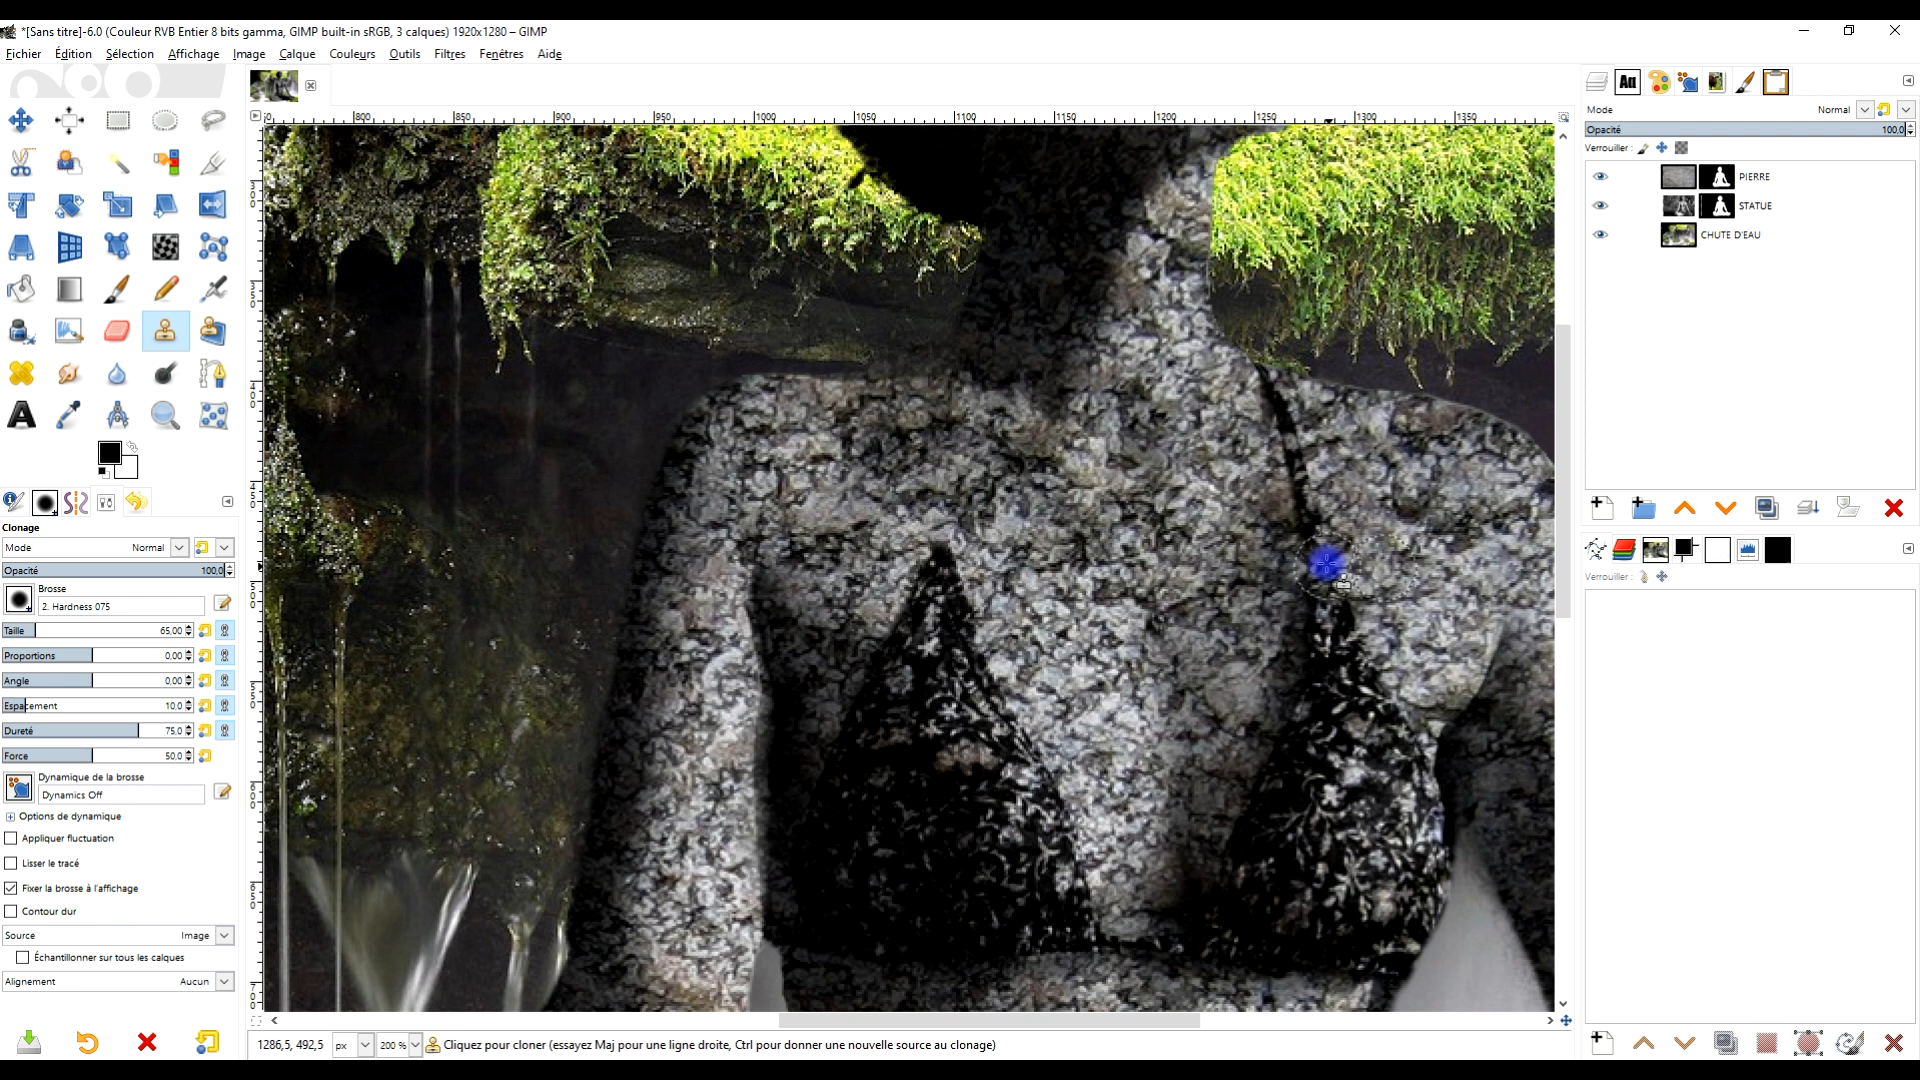 *[Sans titre]-6.0 (Couleur RVB Entier 8 bits gamma, GIMP built-in sRGB, 3 calques) 1920x1280 – GIMP
Fichier Édition Sélection Affichage Image Calque Couleurs Outils Filtres Fenêtres Aide
800 850 900 950 1000 1050 1100 1150 1200 1250 1300 1350
Mode Normal
Opacité 100,0
Verrouiller :
PIERRE
STATUE
CHUTE D'EAU
Clonage
Mode Normal
Opacité 100,0
Brosse
2. Hardness 075
Taille 65,00
Proportions 0,00
Angle 0,00
Espacement 10,0
Dureté 75,0
Force 50,0
Dynamique de la brosse
Dynamics Off
Options de dynamique
Appliquer fluctuation
Lisser le tracé
Fixer la brosse à l'affichage
Contour dur
Source Image
Échantillonner sur tous les calques
Alignement Aucun
Verrouiller :
1286,5, 492,5 px 200 % Cliquez pour cloner (essayez Maj pour une ligne droite, Ctrl pour donner une nouvelle source au clonage)